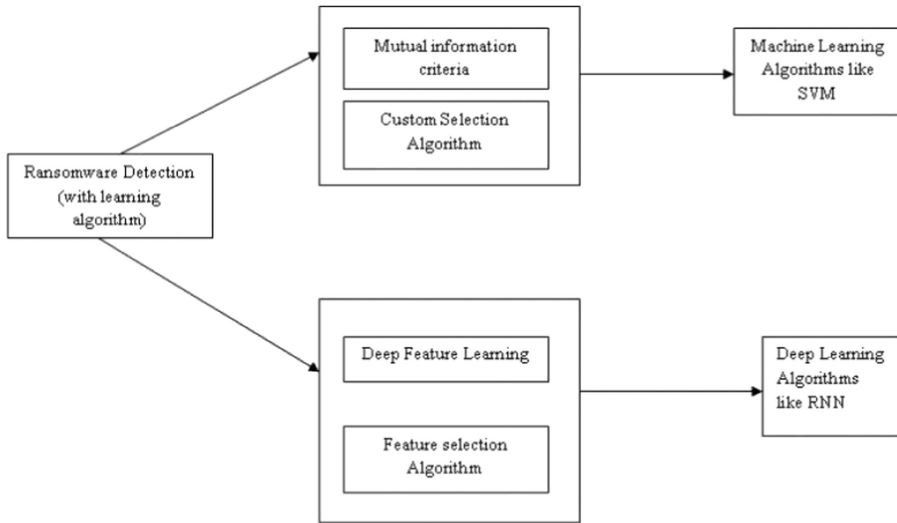 Mutual information
criteria
Custom Selection
Algorithm
Machine Learning
Algorithms like
SVM
Ransomware Detection
(with learning
algorithm)
Deep Feature Learning
Feature selection
Algorithm
Deep Learning
Algorithms
like RNN